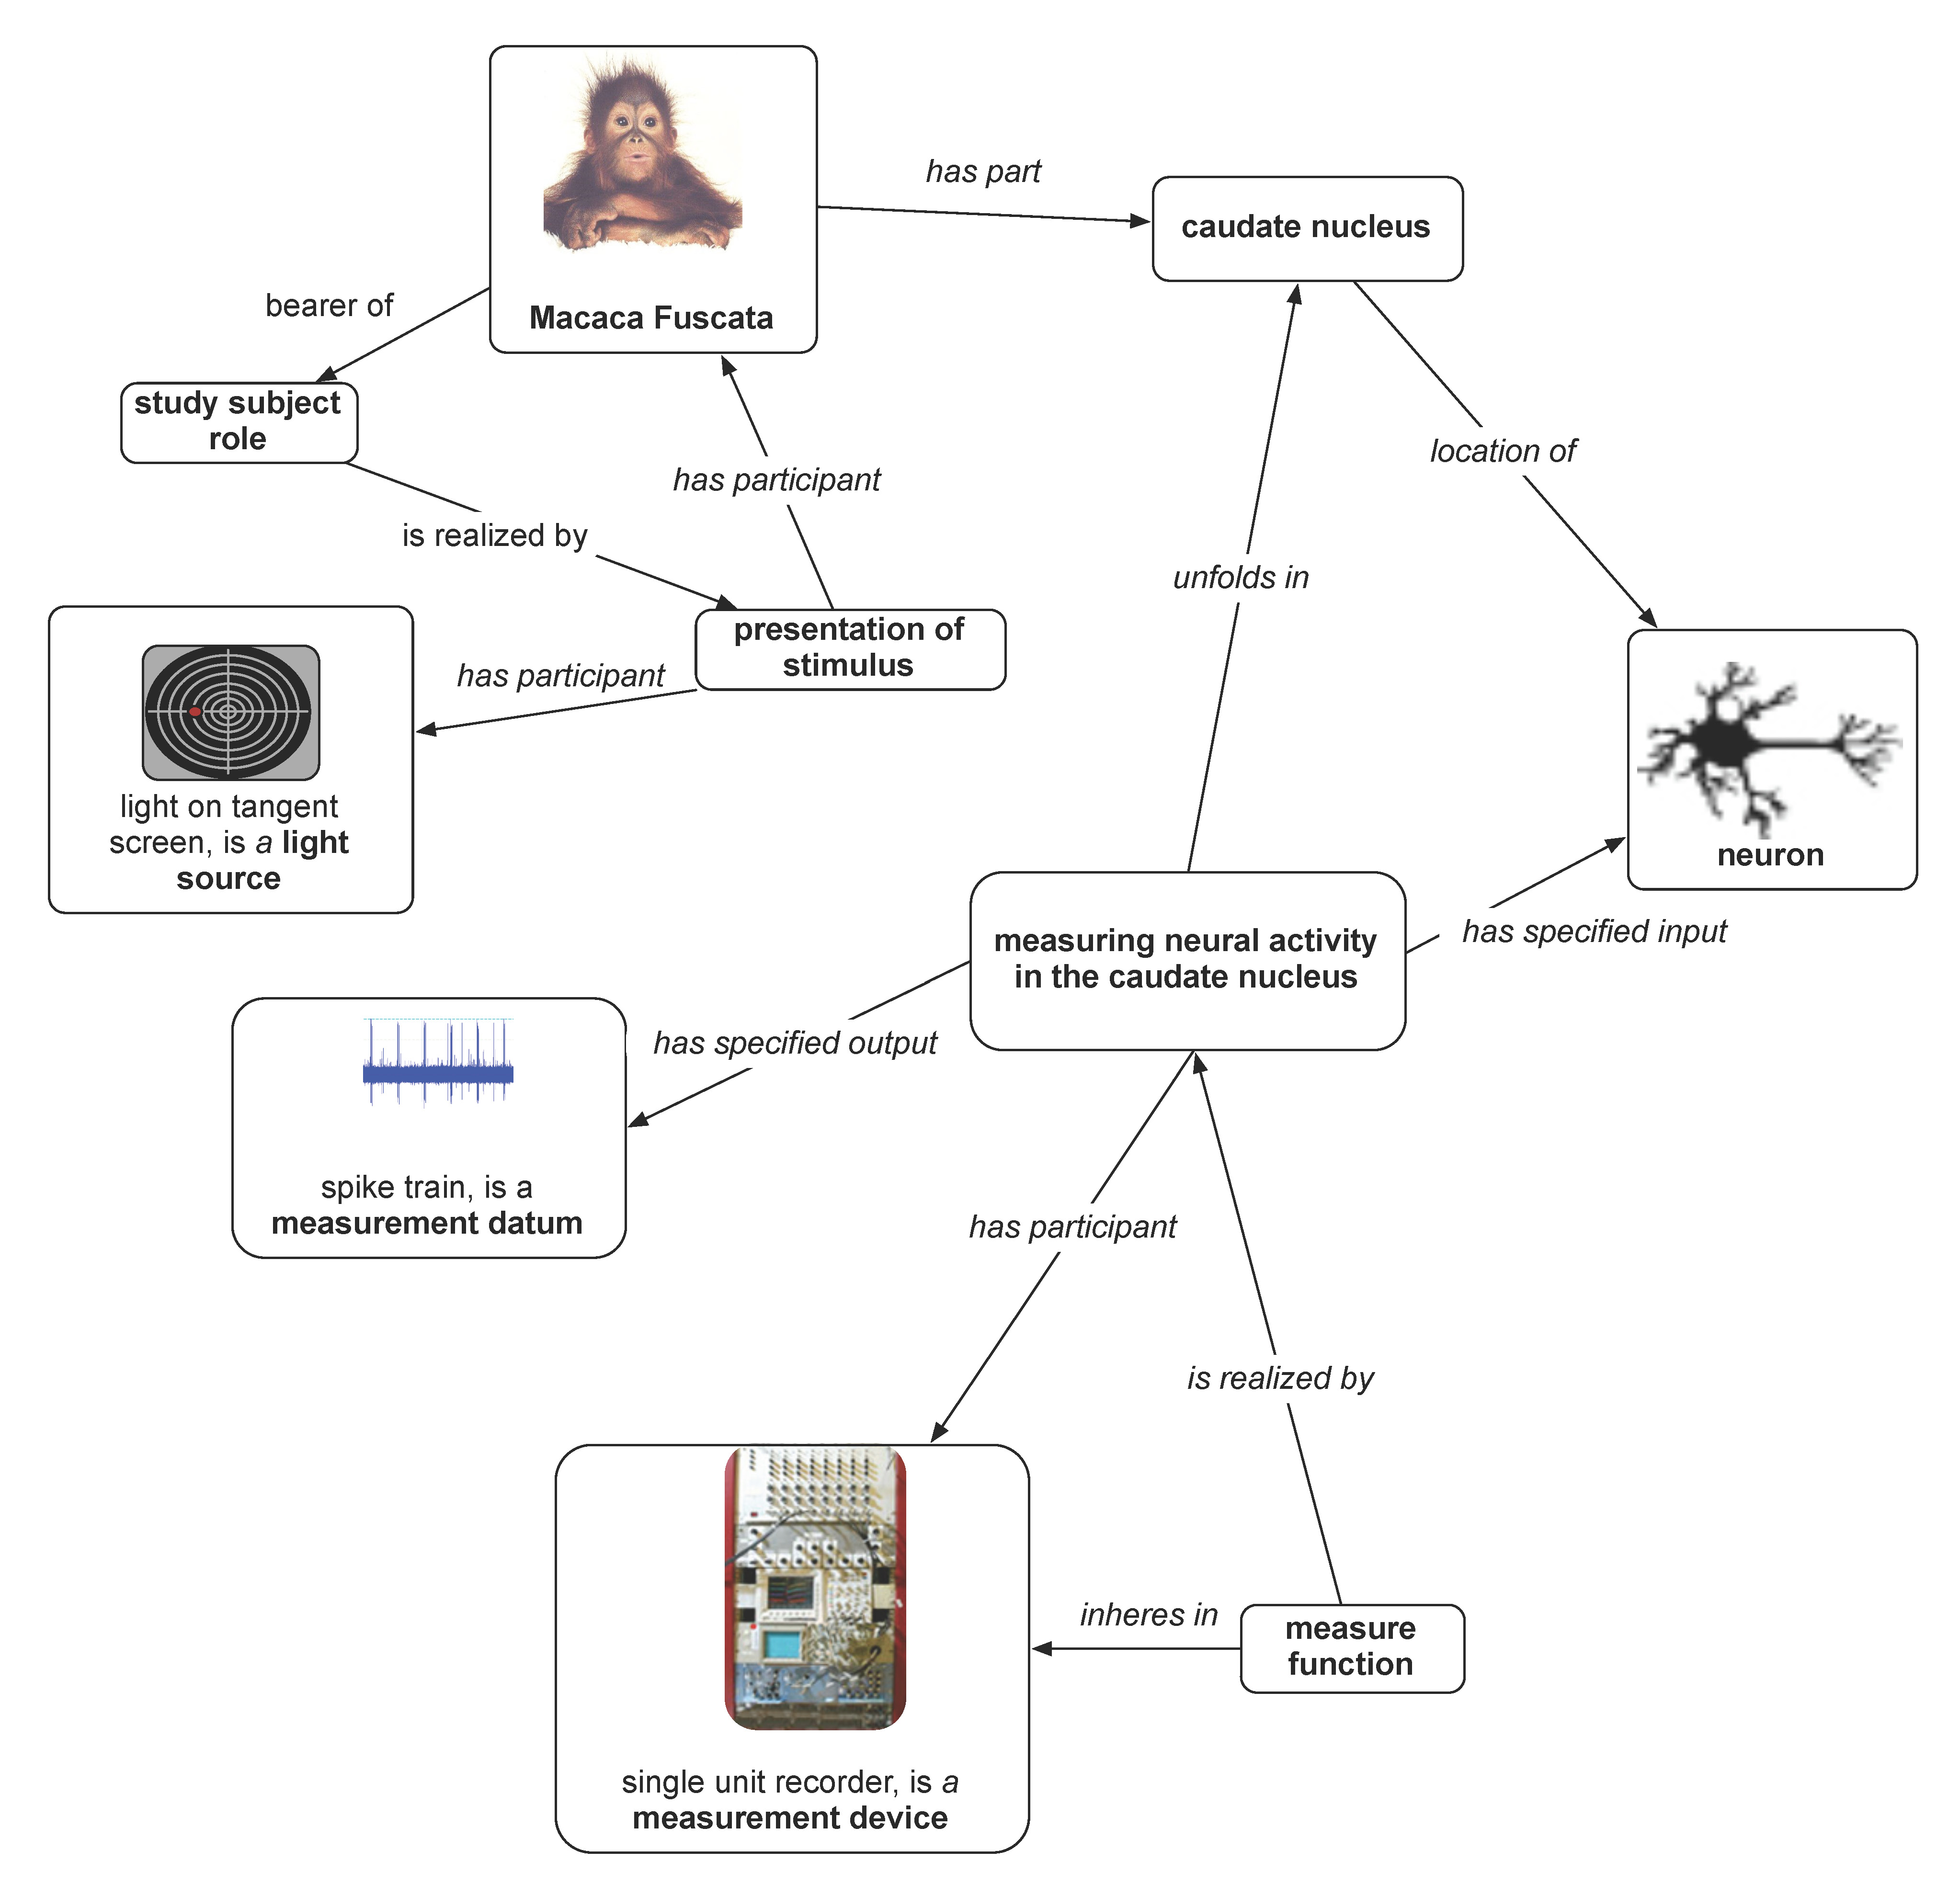 has part
caudate nucleus
Macaca Fuscata
bearer of
study subject
role
has participant
location of
is realized by
unfolds in
presentation of
stimulus
has participant
light on tangent
screen, is a light
source
neuron
measuring neural activity
in the caudate nucleus
has specified input
has specified output
spike train, is a
measurement datum
has participant
is realized by
inheres in
measure
function
single unit recorder, is a
measurement device